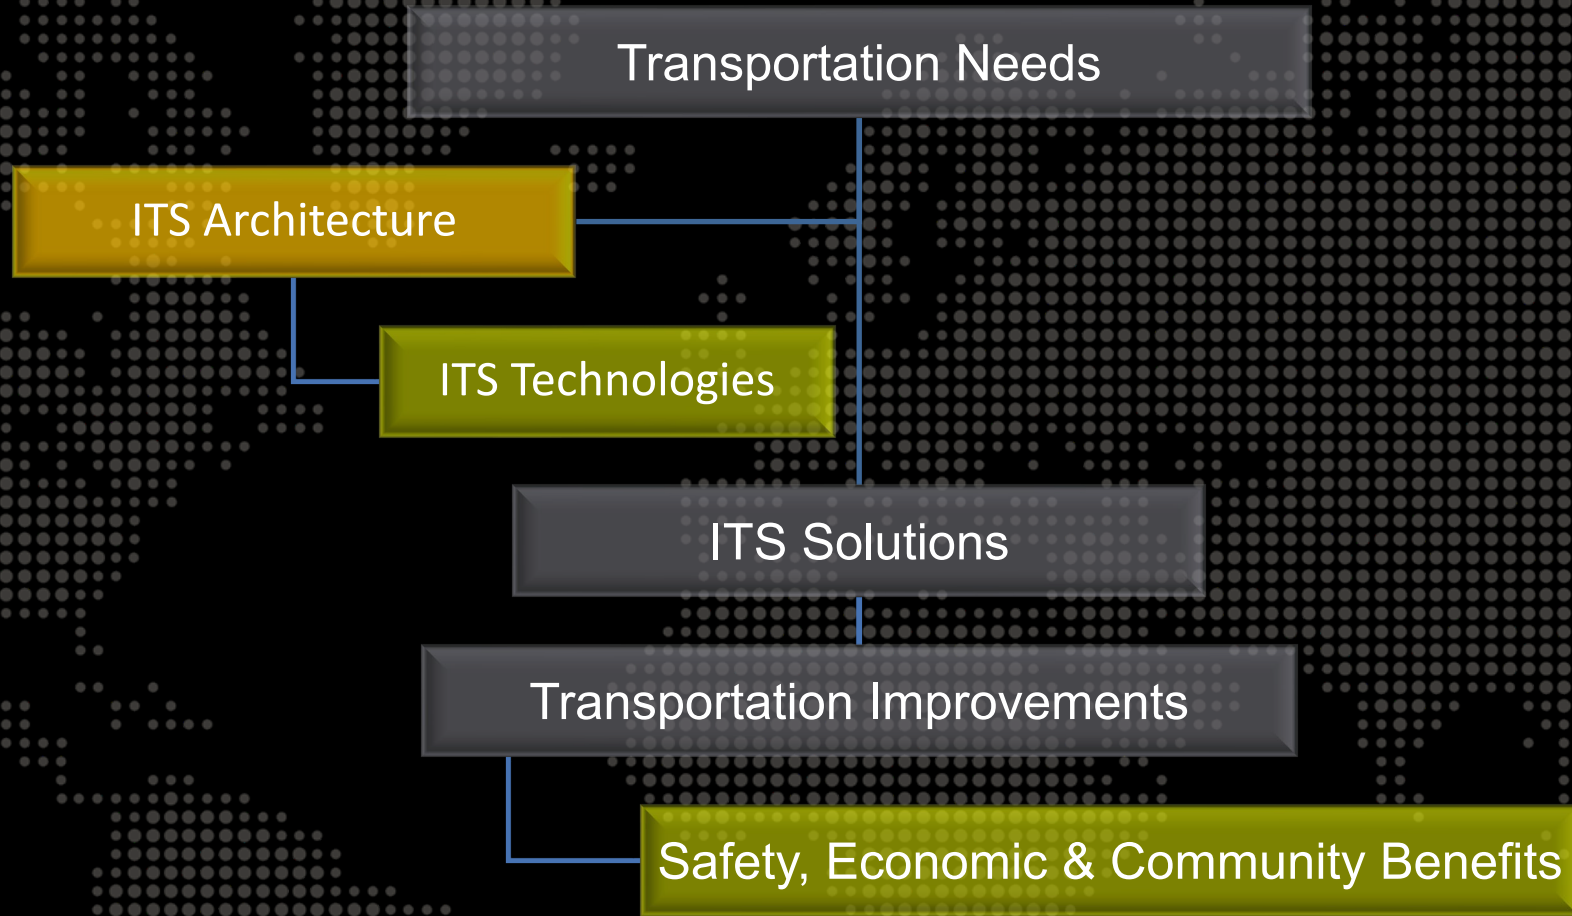 Transportation Needs
ITS Architecture
ITS Technologies
ITS Solutions
Transportation Improvements
Safety, Economic & Community Benefits